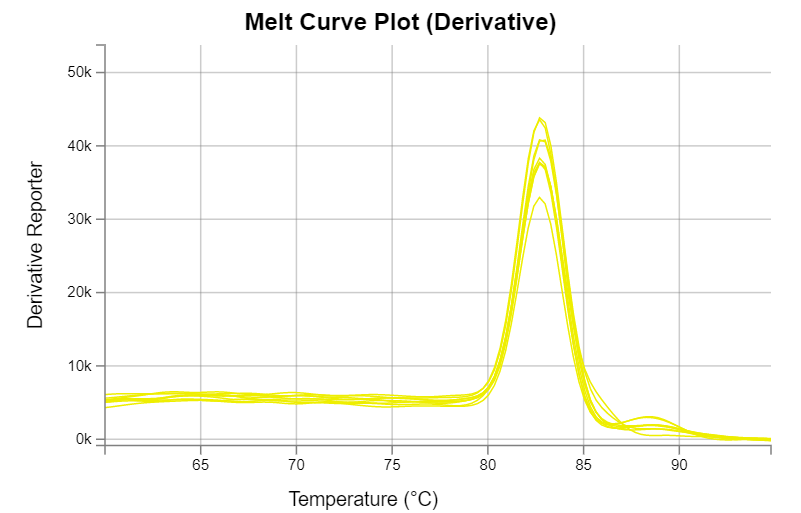 Melt Curve Plot (Derivative)
50k
40k
30k
20k
10k
0k
Derivative Reporter
65 70 75 80 85 90
Temperature (°C)